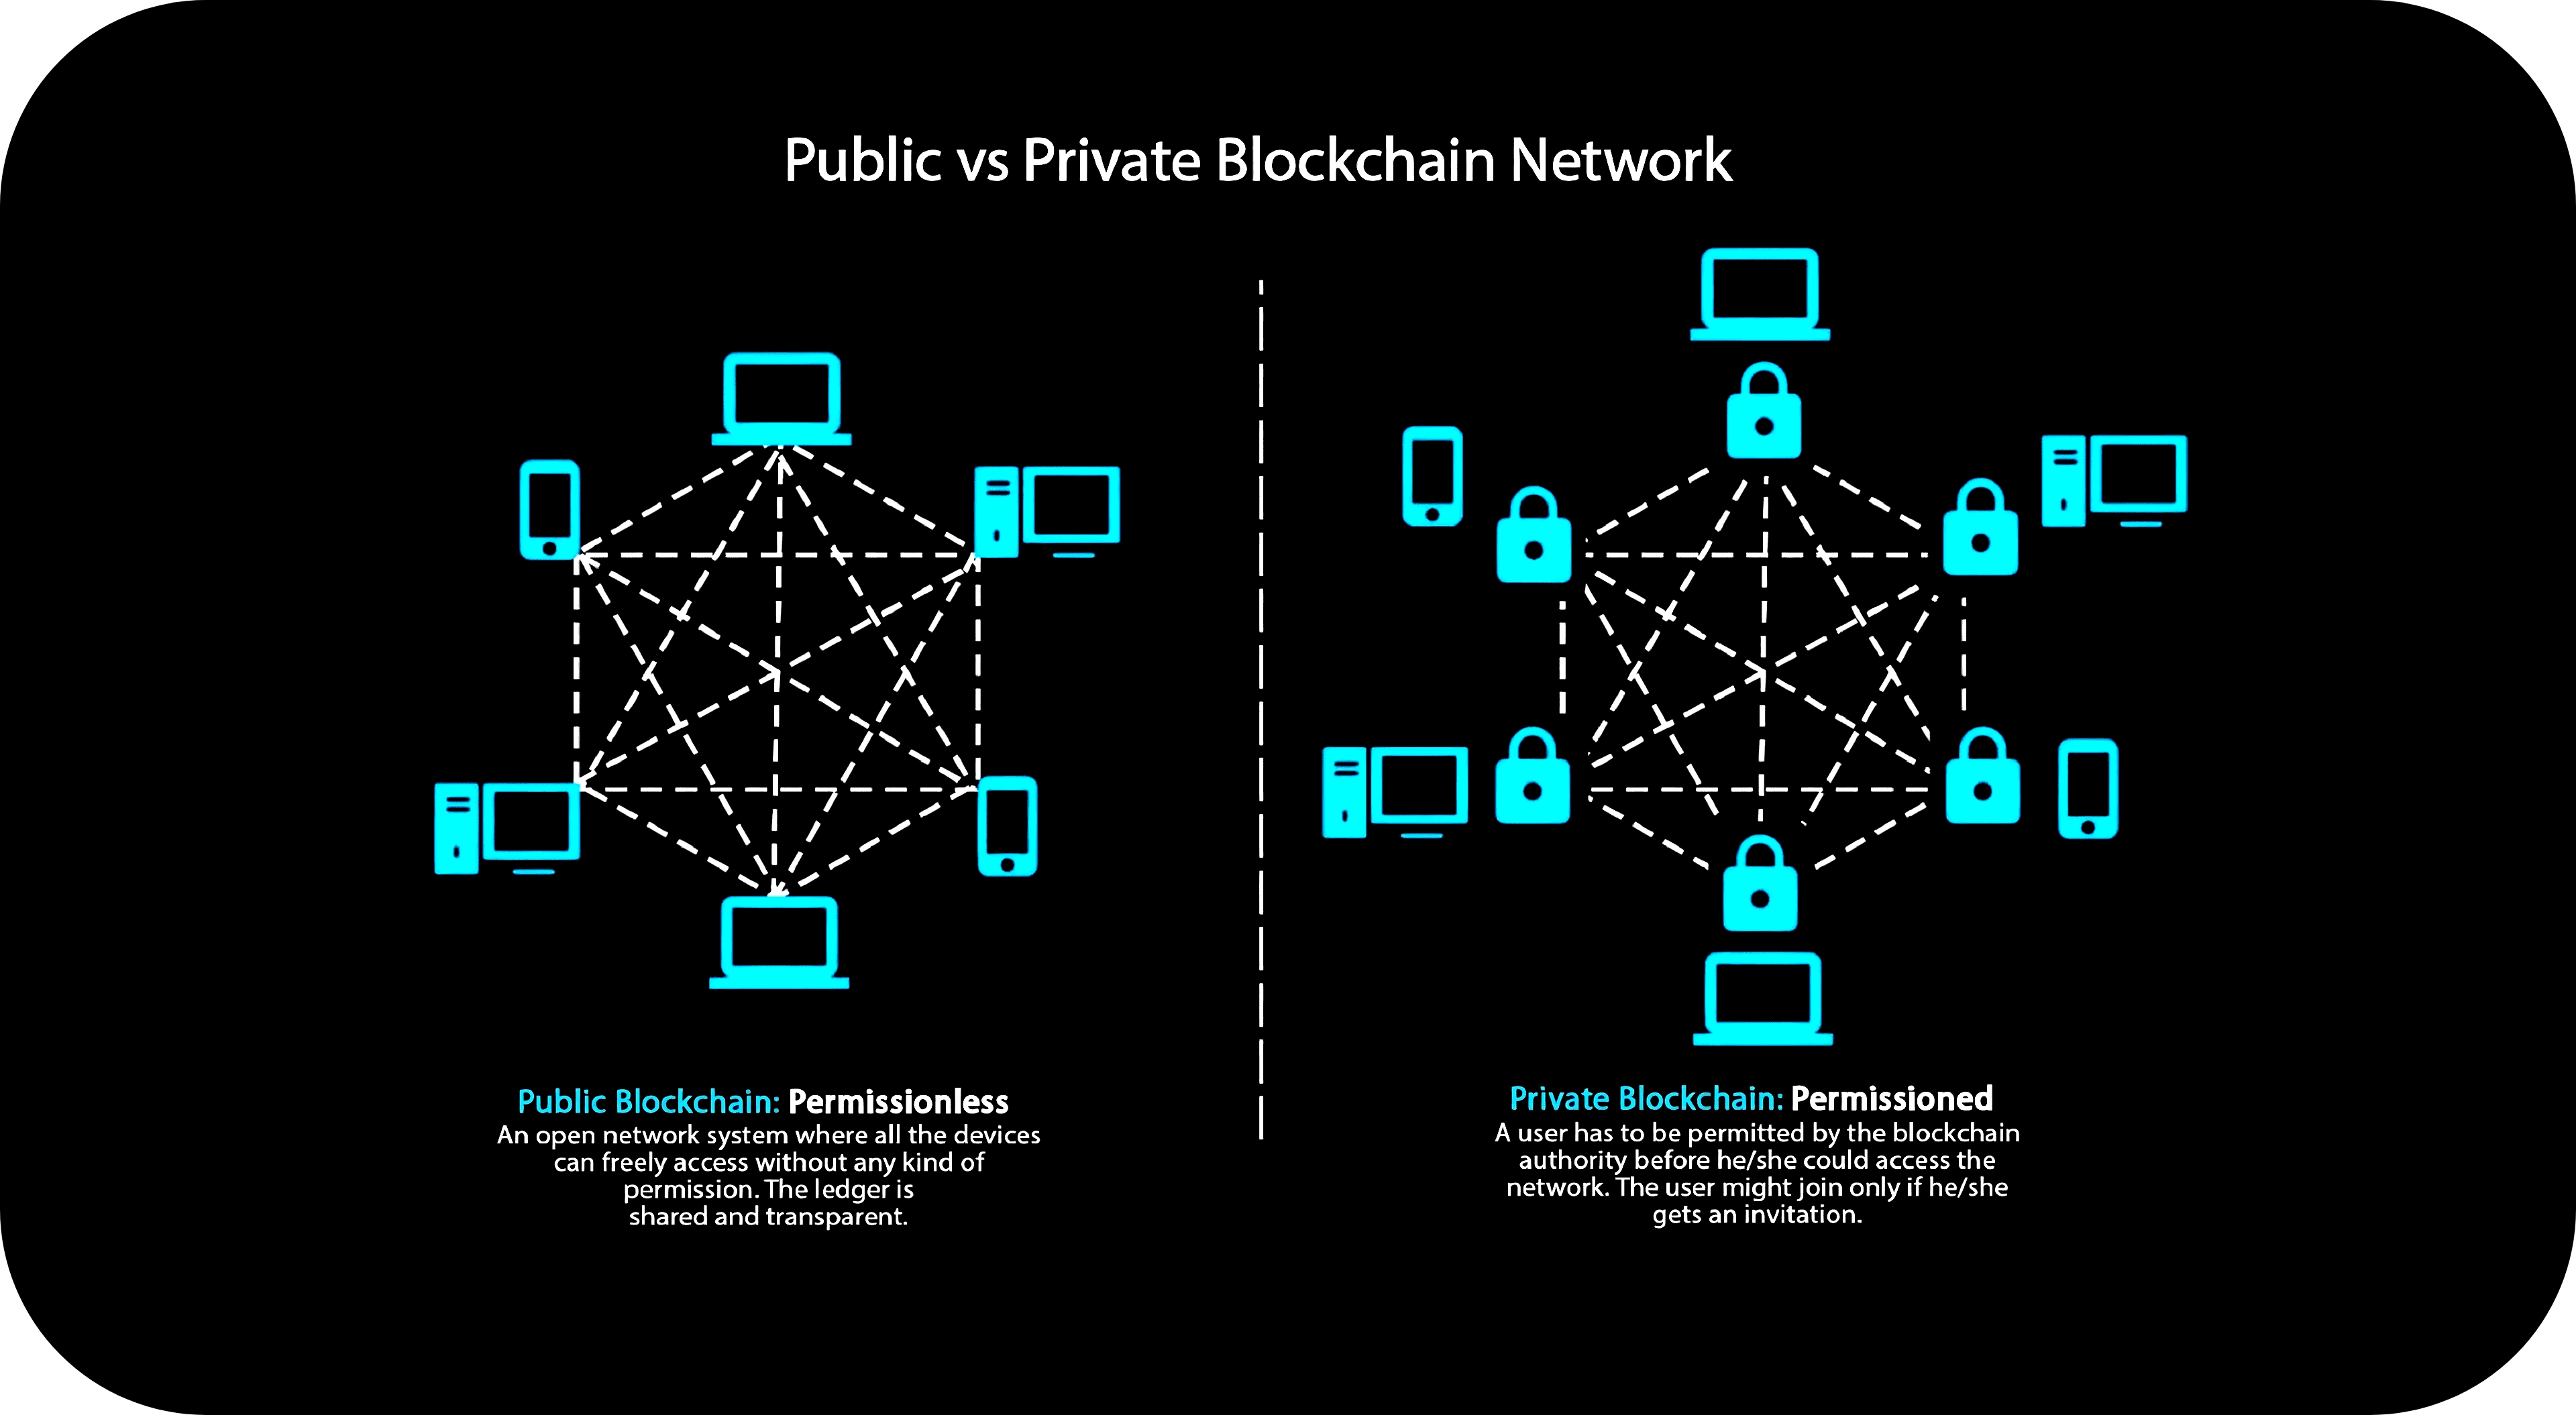 Public vs Private Blockchain Network
Public Blockchain: Permissionless
An open network system where all the devices
can freely access without any kind of
permission. The ledger is
shared and transparent.
Private Blockchain: Permissioned
A user has to be permitted by the blockchain
authority before he/she could access the
network. The user might join only if he/she
gets an invitation.